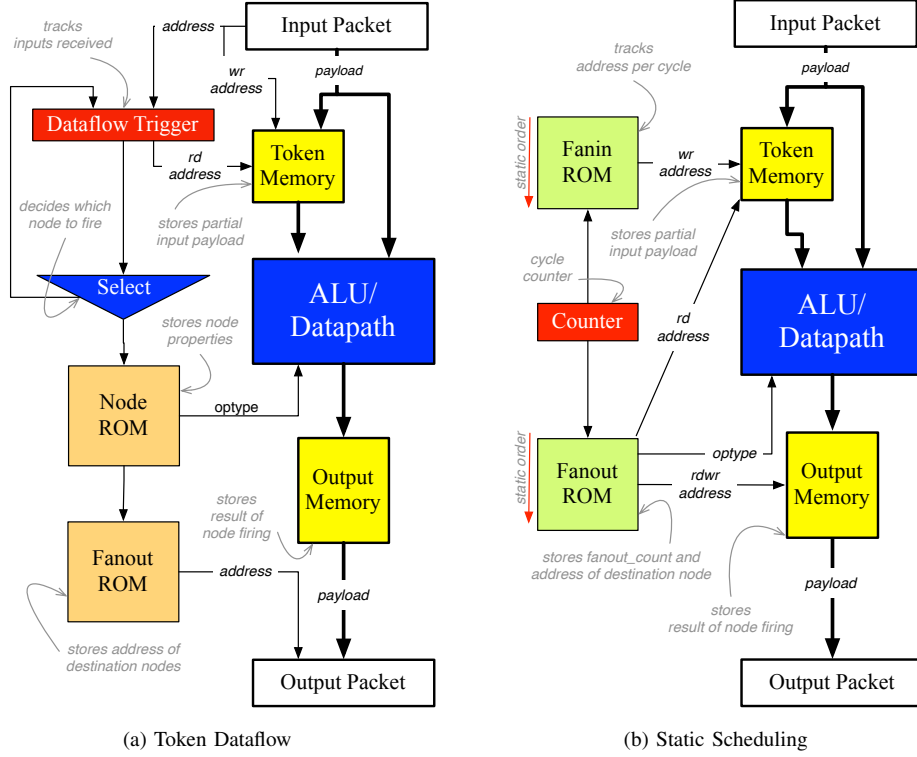 tracks
inputs received
address
Input Packet
wr
address
payload
Dataflow Trigger
rd
address
Token
Memory
decides which
node to fire
stores partial
input payload
Select
ALU/
Datapath
stores node
properties
Node
ROM
optype
Output
Memory
stores
result of
node firing
Fanout
ROM
address
payload
stores address of
destination nodes
Output Packet
(a) Token Dataflow
Input Packet
tracks
address per cycle
payload
static order
Fanin
ROM
wr
address
Token
Memory
stores partial
input payload
cycle
counter
Counter
rd
address
ALU/
Datapath
static order
Fanout
ROM
optype
rdwr
address
Output
Memory
stores fanout_count and
address of destination node
payload
stores
result of node firing
Output Packet
(b) Static Scheduling